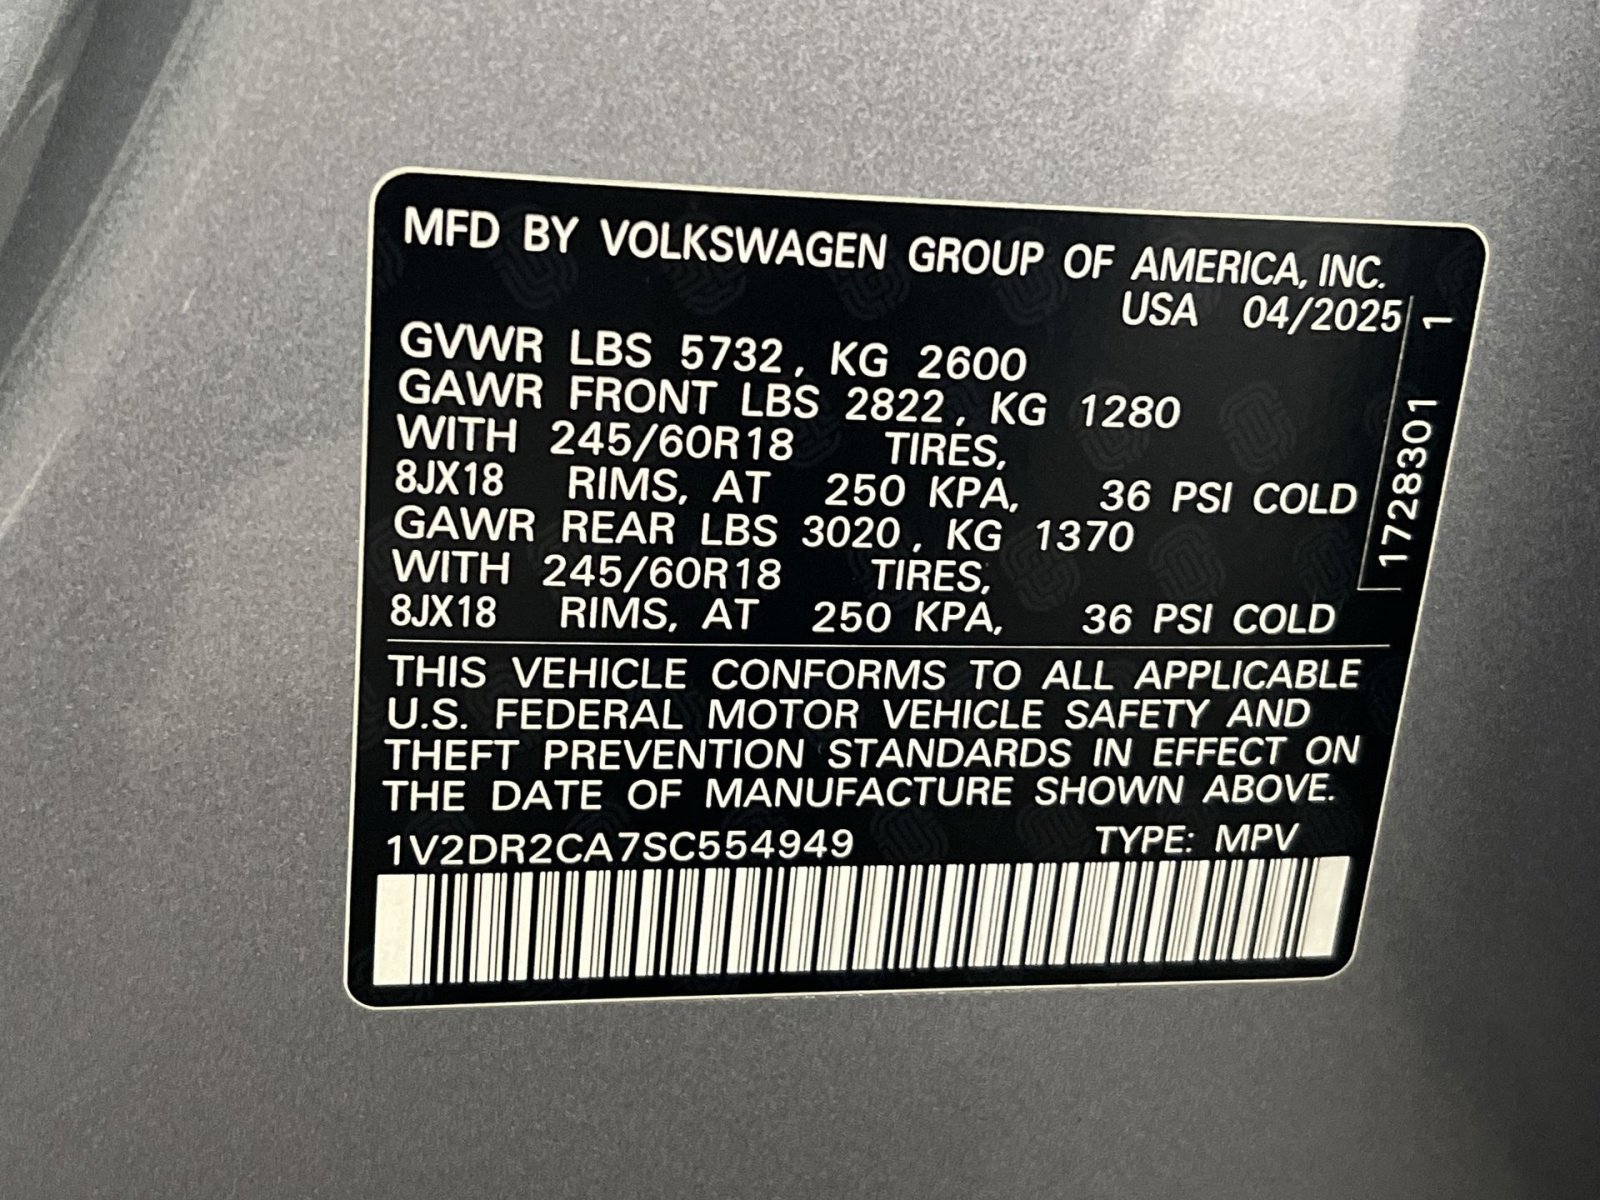 MFD BY VOLKSWAGEN GROUP OF AMERICA, INC.
USA 04/2025
GVWR LBS 5732, KG 2600
GAWR FRONT LBS 2822, KG 1280
WITH 245/60R18 TIRES,
8JX18 RIMS, AT 250 KPA, 36 PSI COLD
GAWR REAR LBS 3020, KG 1370
WITH 245/60R18 TIRES,
8JX18 RIMS, AT 250 KPA, 36 PSI COLD
1728301 1
THIS VEHICLE CONFORMS TO ALL APPLICABLE
U.S. FEDERAL MOTOR VEHICLE SAFETY AND
THEFT PREVENTION STANDARDS IN EFFECT ON
THE DATE OF MANUFACTURE SHOWN ABOVE.
1V2DR2CA7SC554949 TYPE: MPV